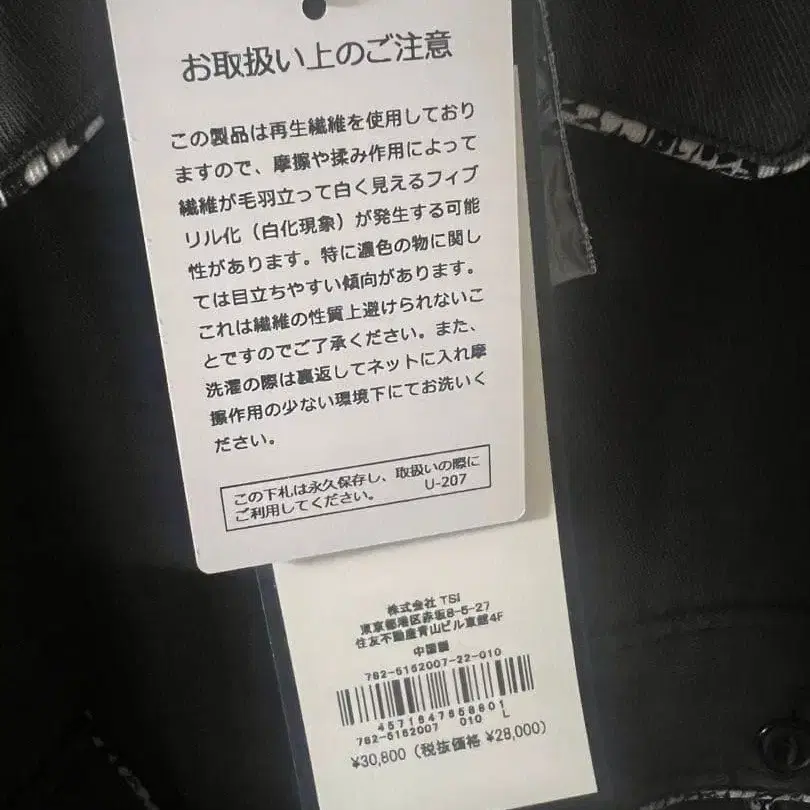 お取扱い上のご注意
この製品は再生繊維を使用しており
ますので、摩擦や揉み作用によって
繊維が毛羽立って白く見えるフィブ
リル化（白化現象）が発生する可能
性があります。特に濃色の物に関し
ては目立ちやすい傾向があります。
これは繊維の性質上避けられないこ
とですのでご了承ください。また、
洗濯の際は裏返してネットに入れ摩
擦作用の少ない環境下にてお洗いく
ださい。
この下札は永久保存し、取扱いの際に
ご利用してください。 U-207
株式会社 TSI
東京都港区赤坂8-5-27
住友不動産青山ビル東館4F
中国製
782-5152007-22-010
4571847658801 L
782-5152007 010
¥30,800（税抜価格 ¥28,000）